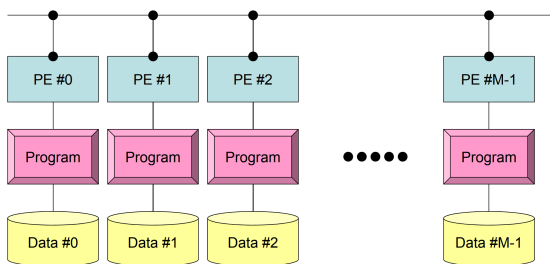 PE #0 PE #1 PE #2 PE #M-1
Program Program Program Program
Data #0 Data #1 Data #2 Data #M-1